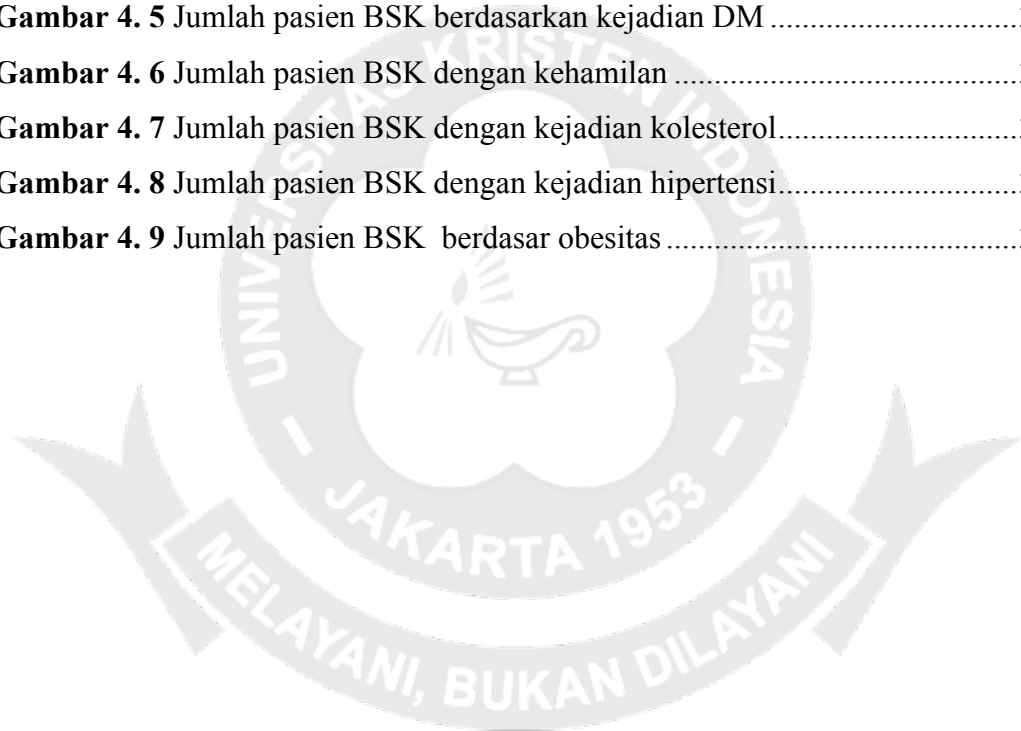 Gambar 4. 5 Jumlah pasien BSK berdasarkan kejadian DM
Gambar 4. 6 Jumlah pasien BSK dengan kehamilan
Gambar 4. 7 Jumlah pasien BSK dengan kejadian kolesterol
Gambar 4. 8 Jumlah pasien BSK dengan kejadian hipertensi
Gambar 4. 9 Jumlah pasien BSK  berdasar obesitas
UNIVERSITAS KRISTEN INDONESIA
JAKARTA 1953
MELAYANI, BUKAN DILAYANI